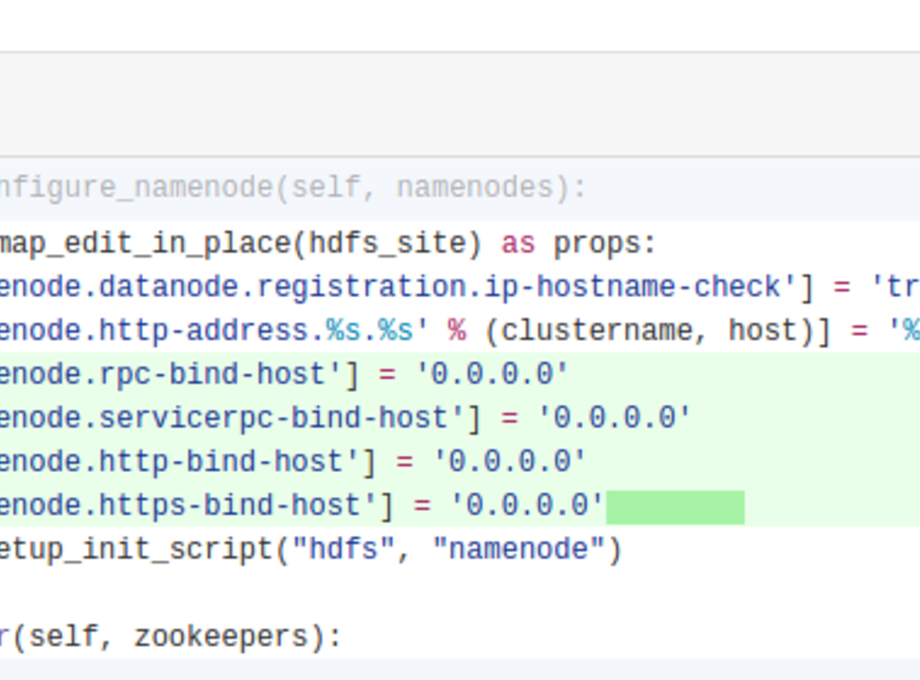 nfigure_namenode(self, namenodes):
map_edit_in_place(hdfs_site) as props:
enode.datanode.registration.ip-hostname-check'] = 'tr
enode.http-address.%s.%s' % (clustername, host)] = '%
enode.rpc-bind-host'] = '0.0.0.0'
enode.servicerpc-bind-host'] = '0.0.0.0'
enode.http-bind-host'] = '0.0.0.0'
enode.https-bind-host'] = '0.0.0.0'
etup_init_script("hdfs", "namenode")
r(self, zookeepers):